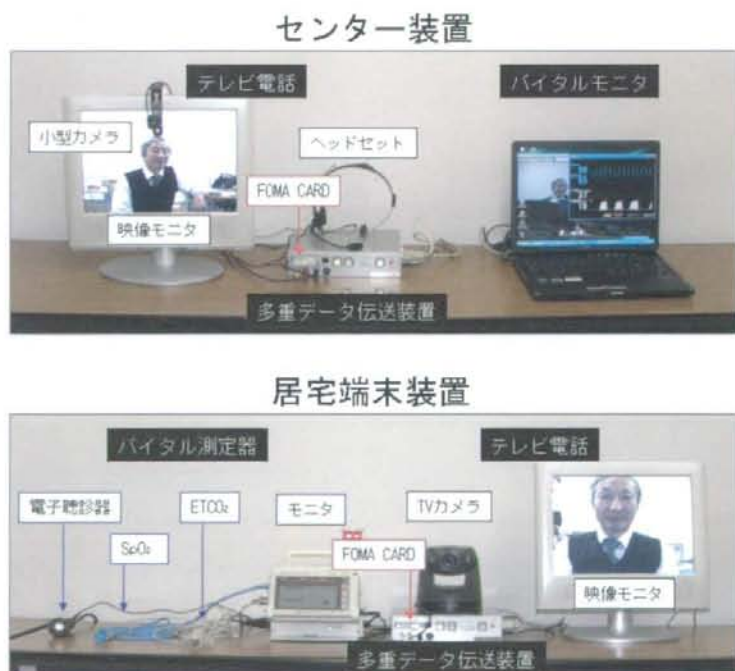 センター装置
テレビ電話
バイタルモニタ
小型カメラ
ヘッドセット
FOMA CARD
映像モニタ
多重データ伝送装置
居宅端末装置
バイタル測定器
テレビ電話
電子聴診器
ETCO₂
モニタ
TVカメラ
SpO₂
FOMA CARD
映像モニタ
多重データ伝送装置